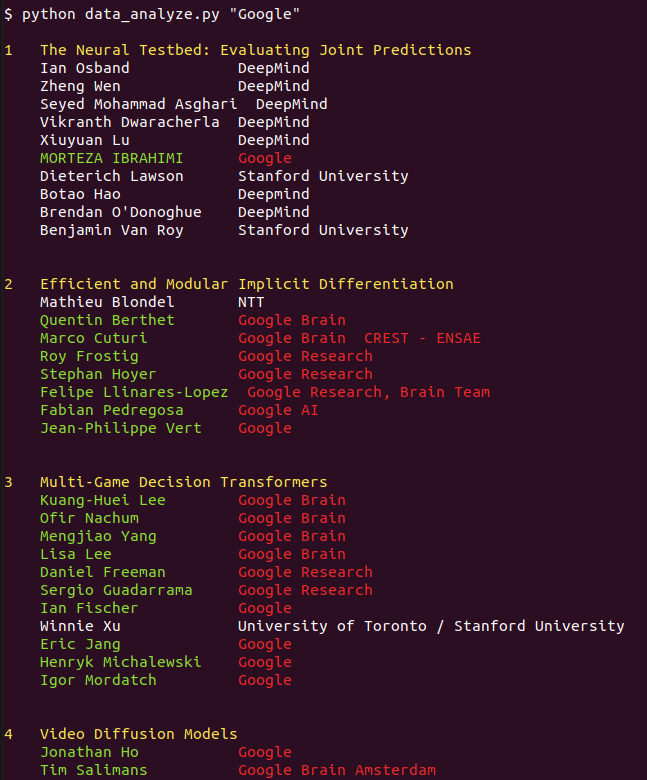 $ python data_analyze.py "Google"
1 The Neural Testbed: Evaluating Joint Predictions
Ian Osband DeepMind
Zheng Wen DeepMind
Seyed Mohammad Asghari DeepMind
Vikranth Dwaracherla DeepMind
Xiuyuan Lu DeepMind
MORTEZA IBRAHIMI Google
Dieterich Lawson Stanford University
Botao Hao Deepmind
Brendan O'Donoghue DeepMind
Benjamin Van Roy Stanford University
2 Efficient and Modular Implicit Differentiation
Mathieu Blondel NTT
Quentin Berthet Google Brain
Marco Cuturi Google Brain CREST - ENSAE
Roy Frostig Google Research
Stephan Hoyer Google Research
Felipe Llinares-Lopez Google Research, Brain Team
Fabian Pedregosa Google AI
Jean-Philippe Vert Google
3 Multi-Game Decision Transformers
Kuang-Huei Lee Google Brain
Ofir Nachum Google Brain
Mengjiao Yang Google Brain
Lisa Lee Google Brain
Daniel Freeman Google Research
Sergio Guadarrama Google Research
Ian Fischer Google
Winnie Xu University of Toronto / Stanford University
Eric Jang Google
Henryk Michalewski Google
Igor Mordatch Google
4 Video Diffusion Models
Jonathan Ho Google
Tim Salimans Google Brain Amsterdam